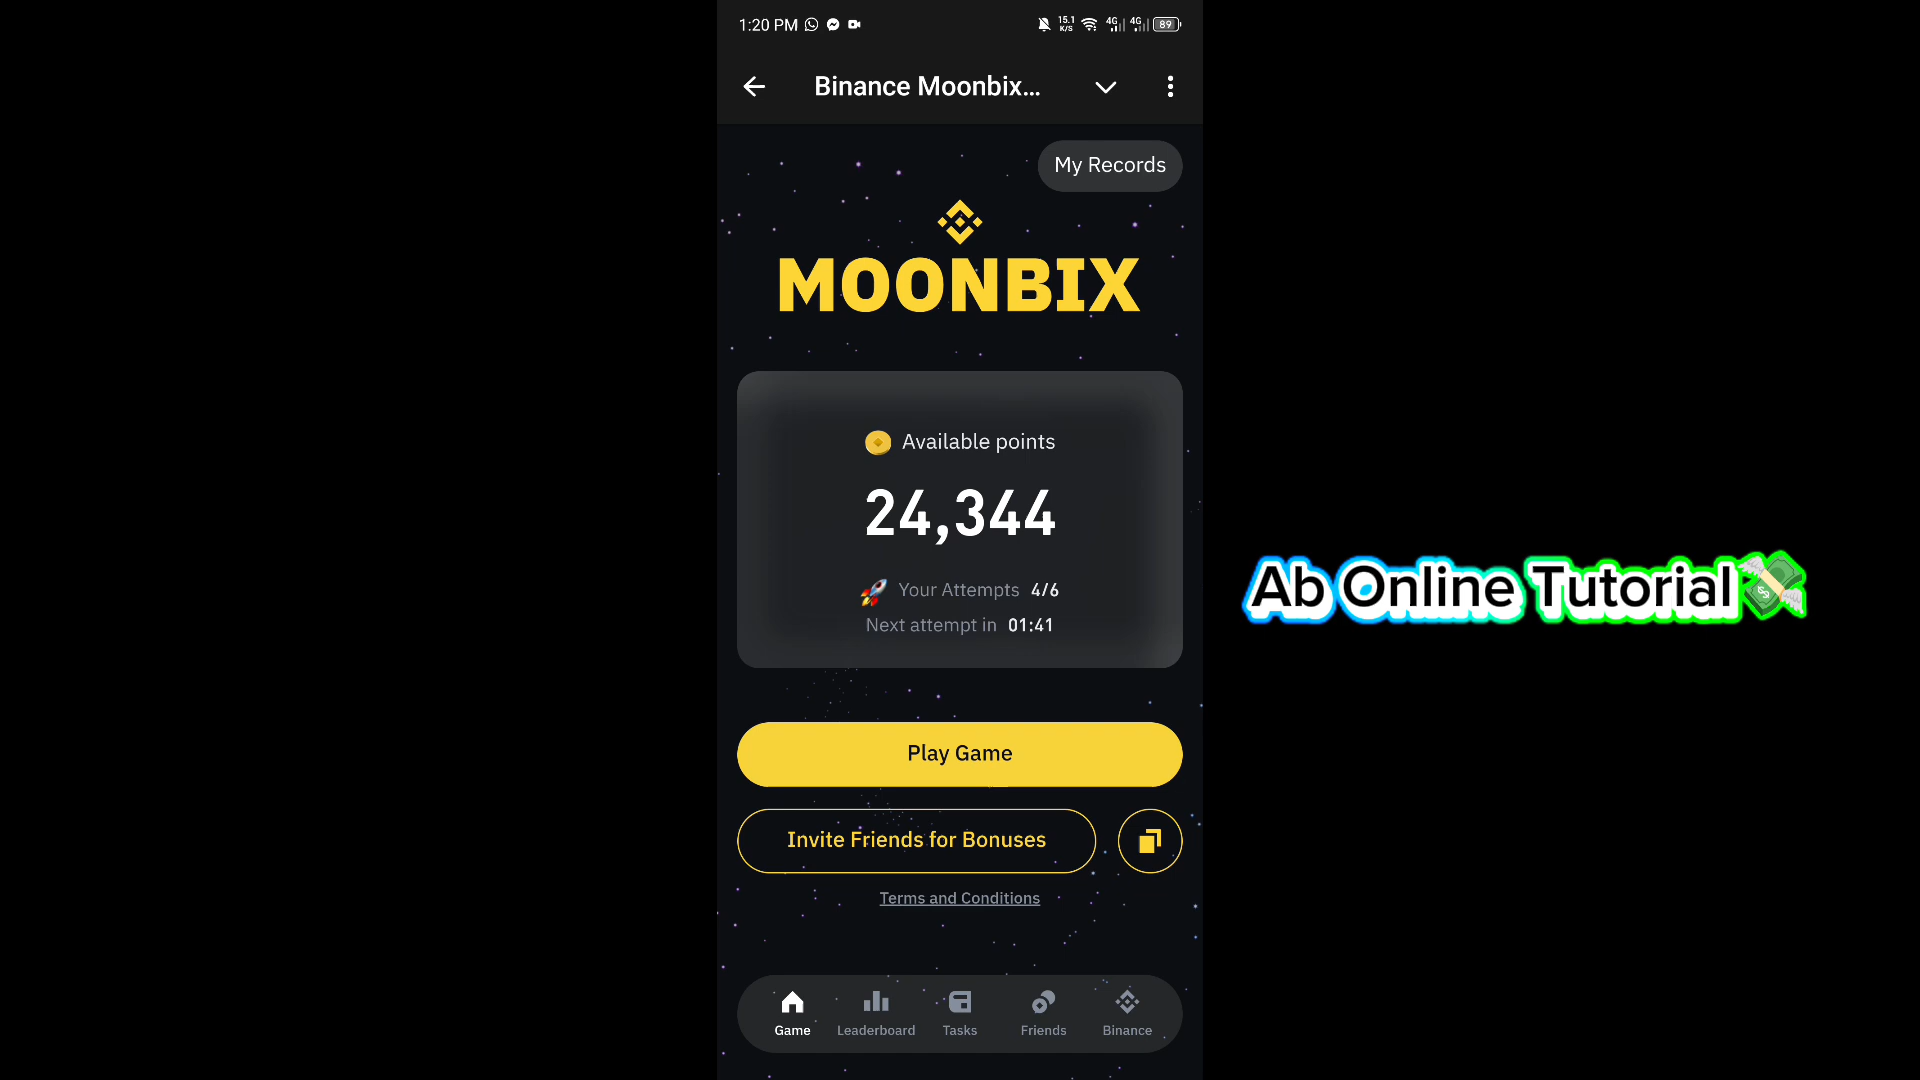 1:20 PM
15.1
K/S
4G
4G
89
Binance Moonbix...
My Records
MOONBIX
Available points
24,344
Your Attempts 4/6
Next attempt in 01:41
Play Game
Invite Friends for Bonuses
Terms and Conditions
Game Leaderboard Tasks Friends Binance
Ab Online Tutorial